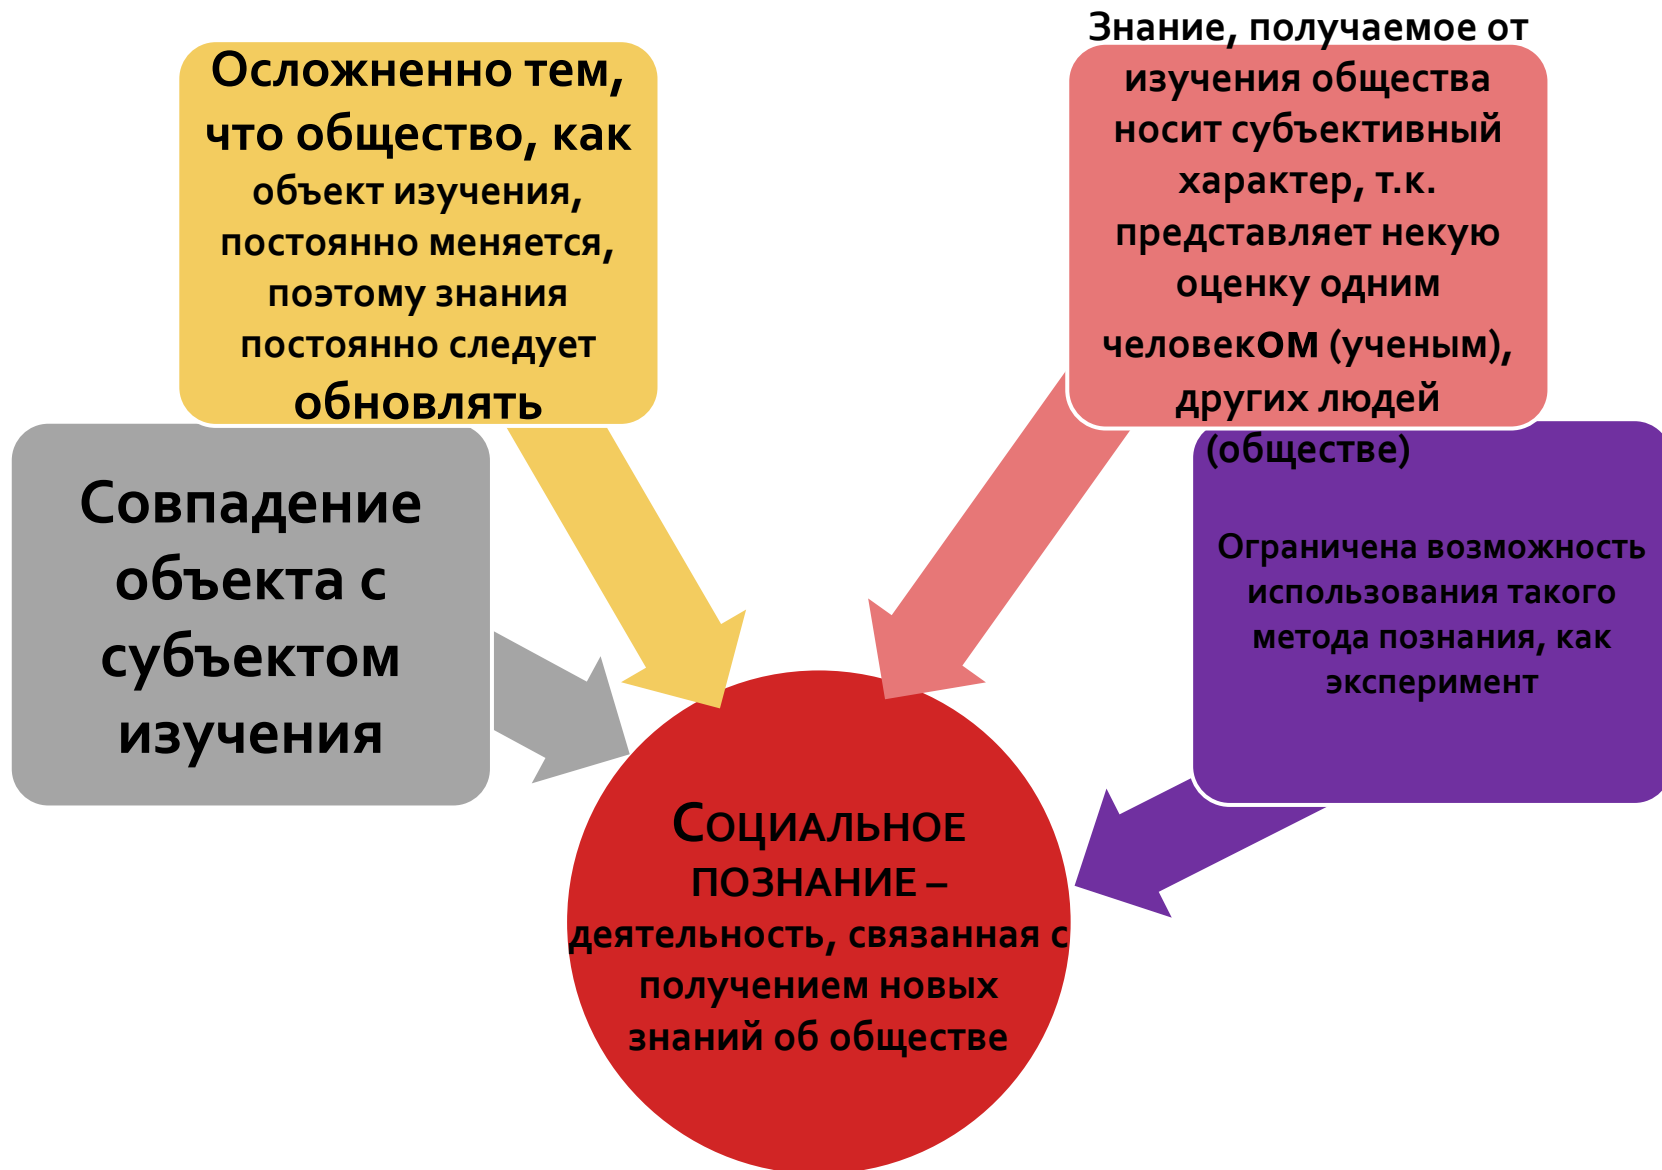 Осложненно тем,
что общество, как
объект изучения,
постоянно меняется,
поэтому знания
постоянно следует
обновлять
Знание, получаемое от
изучения общества
носит субъективный
характер, т.к.
представляет некую
оценку одним
человеком (ученым),
других людей
(обществе)
Совпадение
объекта с
субъектом
изучения
Ограничена возможность
использования такого
метода познания, как
эксперимент
Социальное
познание –
деятельность, связанная с
получением новых
знаний об обществе